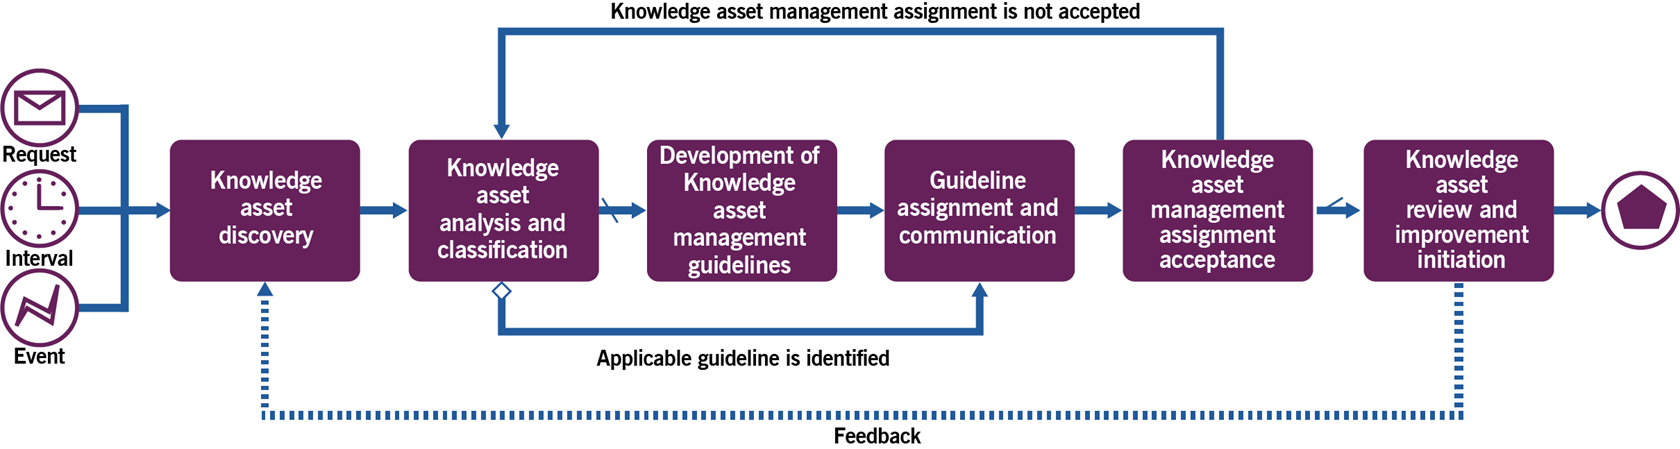 Knowledge asset management assignment is not accepted
Request
Interval
Event
Knowledge
asset
discovery
Knowledge
asset
analysis and
classification
Development of
Knowledge
asset
management
guidelines
Guideline
assignment and
communication
Knowledge
asset
management
assignment
acceptance
Knowledge
asset
review and
improvement
initiation
Applicable guideline is identified
Feedback